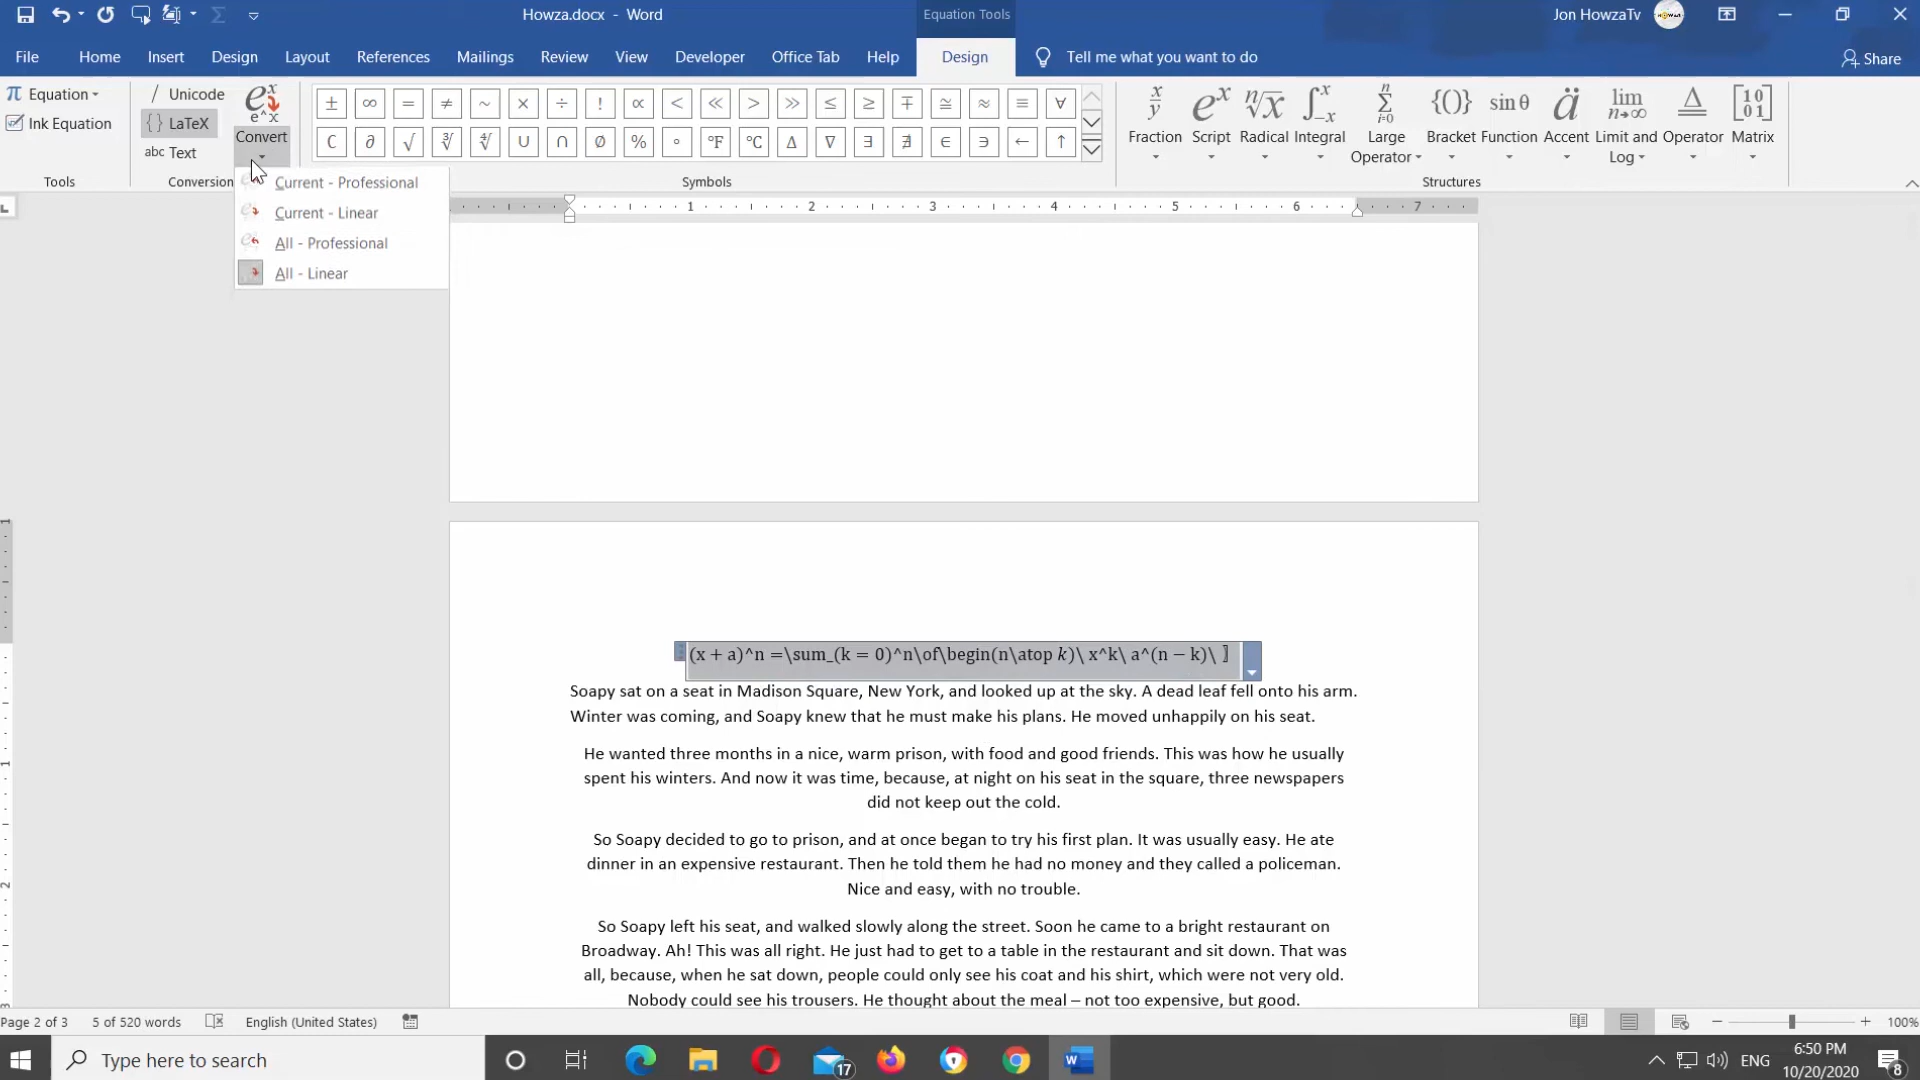 Howza.docx - Word
Equation Tools
Jon HowzaTv
File Home Insert Design Layout References Mailings Review View Developer Office Tab Help Design Tell me what you want to do Share
π Equation
Ink Equation
Tools
/ Unicode
{} LaTeX
abc Text
Conversion
e^x
Convert
Current - Professional
Current - Linear
All - Professional
All - Linear
± ∞ = ≠ ~ × ÷ ! ∝ < ≪ > ≫ ≤ ≥ ∓ ≅ ≈ ≡ ∀
∁ ∂ √ ∛ ∜ ∪ ∩ ∅ % ° °F °C ∆ ∇ ∃ ∄ ∈ ∋ ← ↑
Symbols
Fraction Script Radical Integral Large Operator Bracket Function Accent Limit and Log Operator Matrix
Structures
1 2 3 4 5 6 7
(x + a)^n =\sum_(k = 0)^n\of\begin(n\atop k)\ x^k\ a^(n − k)\ ]
Soapy sat on a seat in Madison Square, New York, and looked up at the sky. A dead leaf fell onto his arm.
Winter was coming, and Soapy knew that he must make his plans. He moved unhappily on his seat.
He wanted three months in a nice, warm prison, with food and good friends. This was how he usually
spent his winters. And now it was time, because, at night on his seat in the square, three newspapers
did not keep out the cold.
So Soapy decided to go to prison, and at once began to try his first plan. It was usually easy. He ate
dinner in an expensive restaurant. Then he told them he had no money and they called a policeman.
Nice and easy, with no trouble.
So Soapy left his seat, and walked slowly along the street. Soon he came to a bright restaurant on
Broadway. Ah! This was all right. He just had to get to a table in the restaurant and sit down. That was
all, because, when he sat down, people could only see his coat and his shirt, which were not very old.
Nobody could see his trousers. He thought about the meal – not too expensive, but good.
Page 2 of 3 5 of 520 words English (United States) 100%
Type here to search
17
ENG
6:50 PM
10/20/2020
8